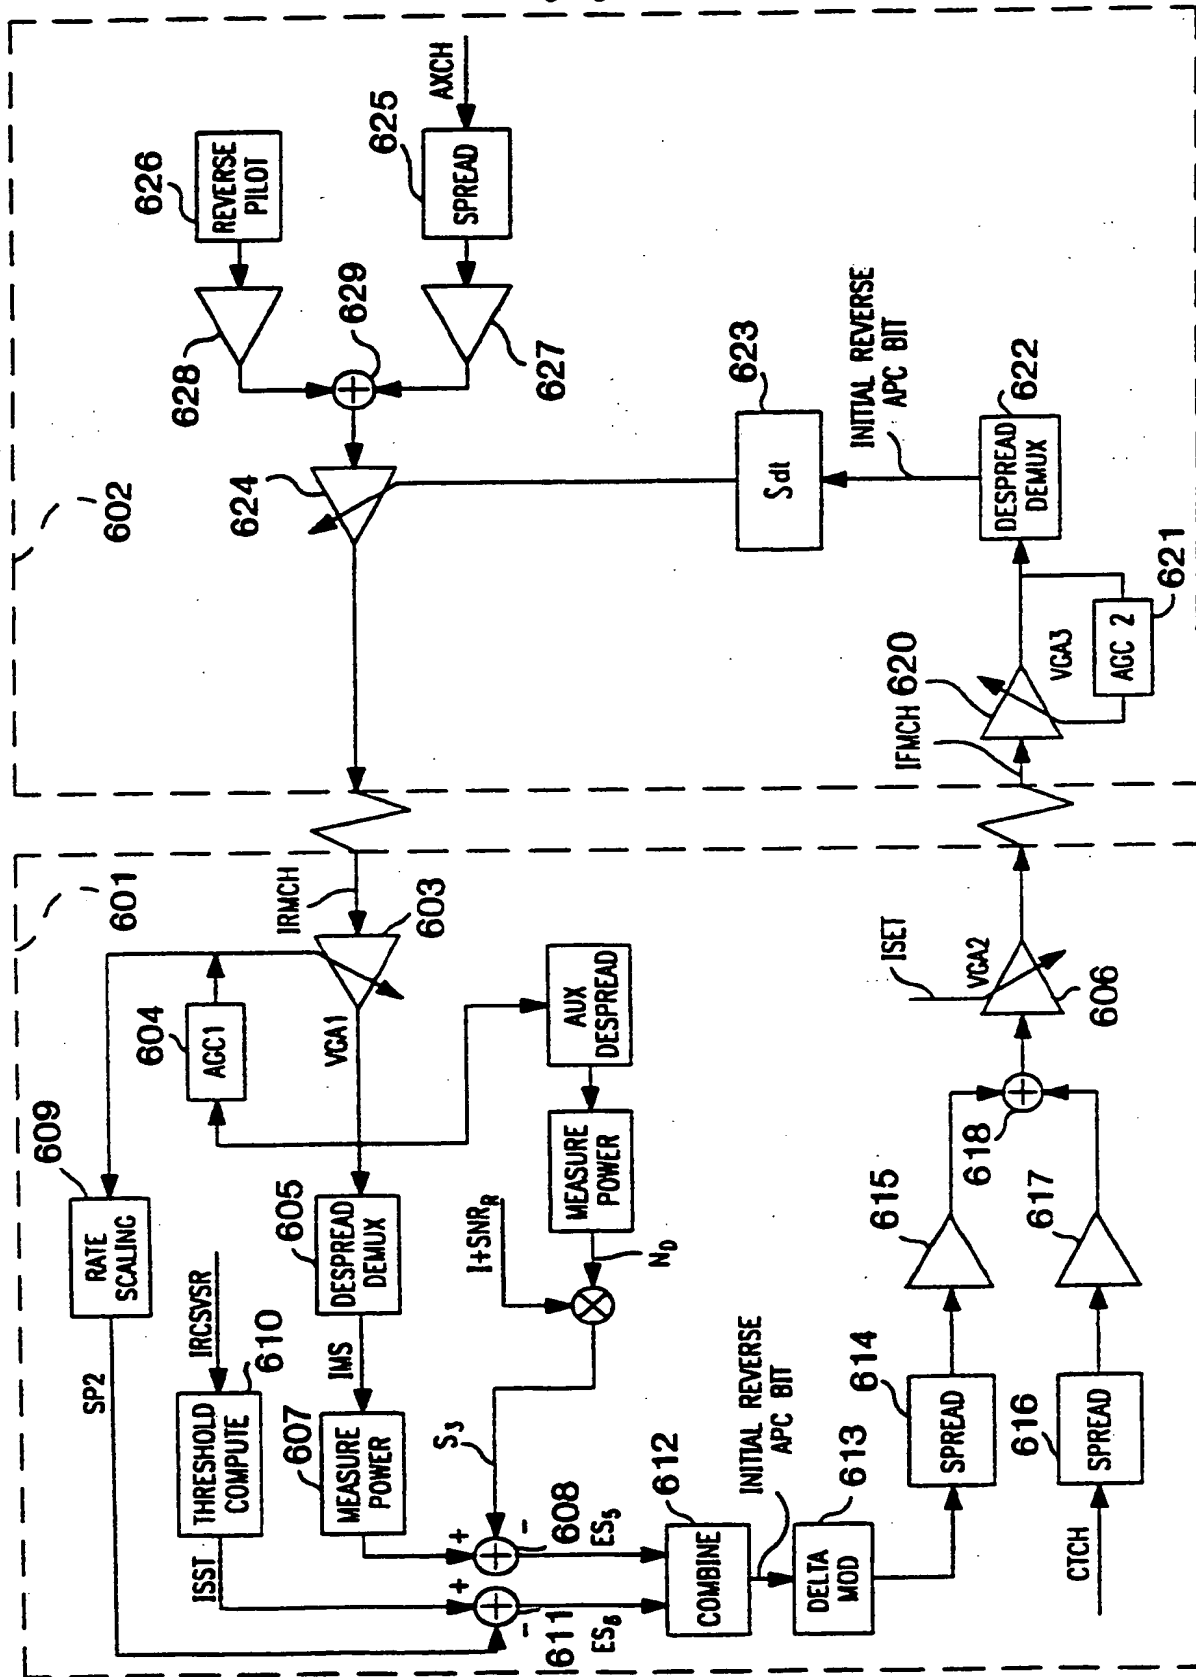 602
626
REVERSE
PILOT
AXCH
625
SPREAD
628
629
627
624
623
Sdt
INITIAL REVERSE
APC BIT
622
DESPREAD
DEMUX
621
AGC 2
VGA3
620
IFMCH
601
IRMCH
603
604
AGC1
VGA1
AUX
DESPREAD
MEASURE
POWER
ISET
VGA2
606
618
609
RATE
SCALING
605
DESPREAD
DEMUX
I+SNRR
ND
615
617
SP2
IRCSVSR
610
THRESHOLD
COMPUTE
IMS
607
MEASURE
POWER
S3
INITIAL REVERSE
APC BIT
614
SPREAD
616
SPREAD
ISST
+
-
608
ES5
+
-
611
ES6
612
COMBINE
613
DELTA
MOD
CTCH